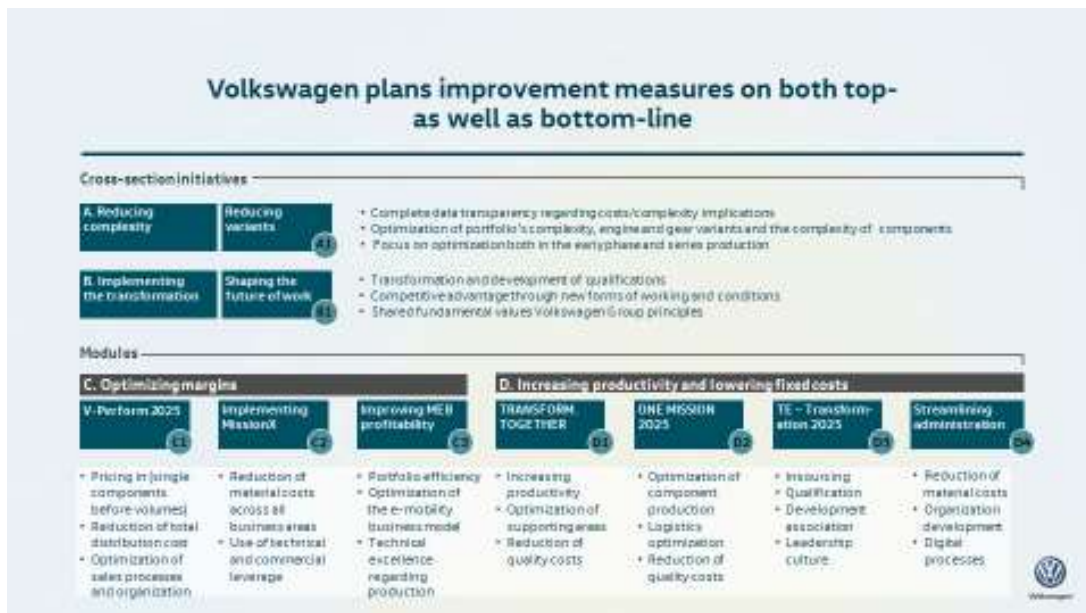 Volkswagen plans improvement measures on both top-
as well as bottom-line
Cross-section initiatives
A. Reducing
complexity
Reducing
variants
A1
• Complete data transparency regarding costs/complexity implications
• Optimization of portfolio's complexity, engine and gear variants and the complexity of components
• Focus on optimization both in the early phase and series production
B. Implementing
the transformation
Shaping the
future of work
B1
• Transformation and development of qualifications
• Competitive advantage through new forms of working and conditions
• Shared fundamental values Volkswagen Group principles
Modules
C. Optimizing margins
V-Perform 2025
C1
• Pricing in (single
components
before volumes)
• Reduction of total
distribution cost
• Optimization of
sales processes
and organization
Implementing
MissionX
C2
• Reduction of
material costs
across all
business areas
• Use of technical
and commercial
leverage
Improving MEB
profitability
C3
• Portfolio efficiency
• Optimization of
the e-mobility
business model
• Technical
excellence
regarding
production
D. Increasing productivity and lowering fixed costs
TRANSFORM.
TOGETHER
D1
• Increasing
productivity
• Optimization of
supporting areas
• Reduction of
quality costs
ONE MISSION
2025
D2
• Optimization of
component
production
• Logistics
optimization
• Reduction of
quality costs
TE - Transform-
ation 2025
D3
• Insourcing
• Qualification
• Development
association
• Leadership
culture
Streamlining
administration
D4
• Reduction of
material costs
• Organization
development
• Digital
processes
Volkswagen